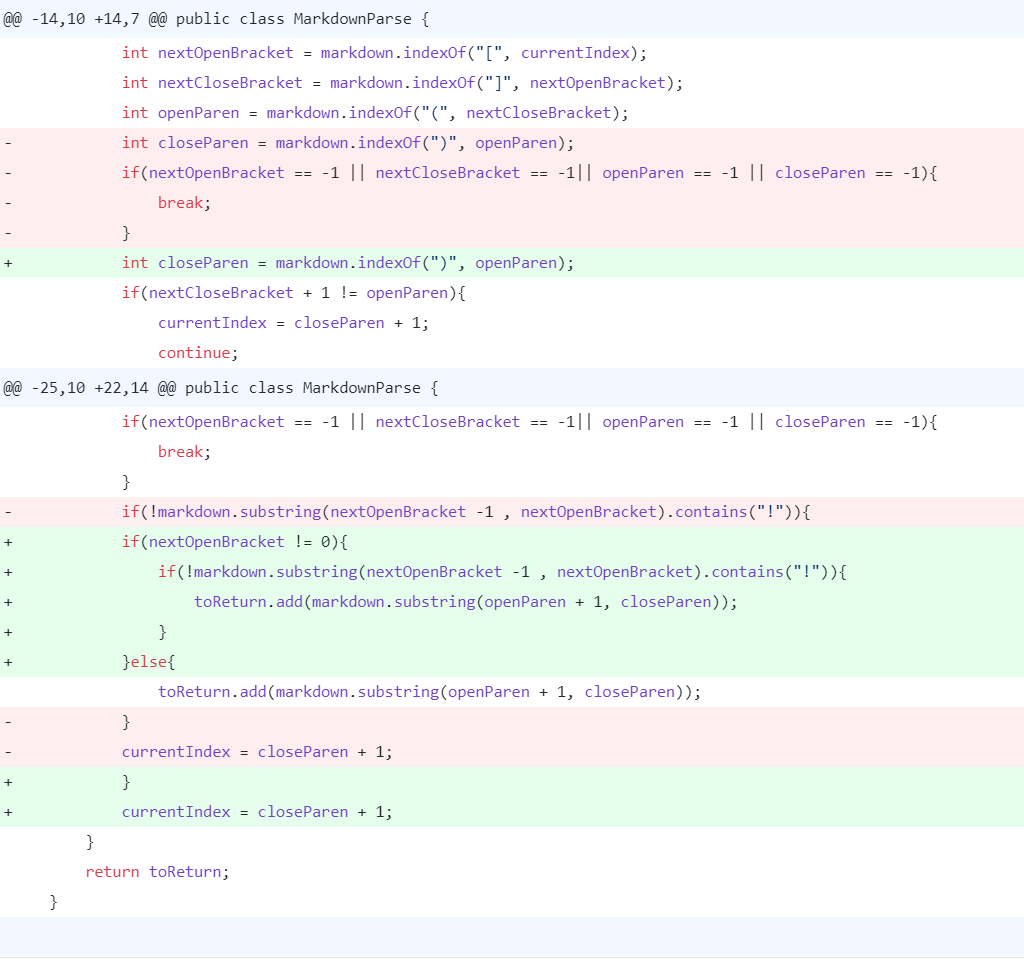 @@ -14,10 +14,7 @@ public class MarkdownParse {
            int nextOpenBracket = markdown.indexOf("[", currentIndex);
            int nextCloseBracket = markdown.indexOf("]", nextOpenBracket);
            int openParen = markdown.indexOf("(", nextCloseBracket);
-           int closeParen = markdown.indexOf(")", openParen);
-           if(nextOpenBracket == -1 || nextCloseBracket == -1|| openParen == -1 || closeParen == -1){
-               break;
-           }
+           int closeParen = markdown.indexOf(")", openParen);
            if(nextCloseBracket + 1 != openParen){
                currentIndex = closeParen + 1;
                continue;
@@ -25,10 +22,14 @@ public class MarkdownParse {
            if(nextOpenBracket == -1 || nextCloseBracket == -1|| openParen == -1 || closeParen == -1){
                break;
            }
-           if(!markdown.substring(nextOpenBracket -1 , nextOpenBracket).contains("!")){
+           if(nextOpenBracket != 0){
+               if(!markdown.substring(nextOpenBracket -1 , nextOpenBracket).contains("!")){
+                   toReturn.add(markdown.substring(openParen + 1, closeParen));
+               }
+           }else{
                toReturn.add(markdown.substring(openParen + 1, closeParen));
-           }
-           currentIndex = closeParen + 1;
+           }
+           currentIndex = closeParen + 1;
        }
        return toReturn;
    }